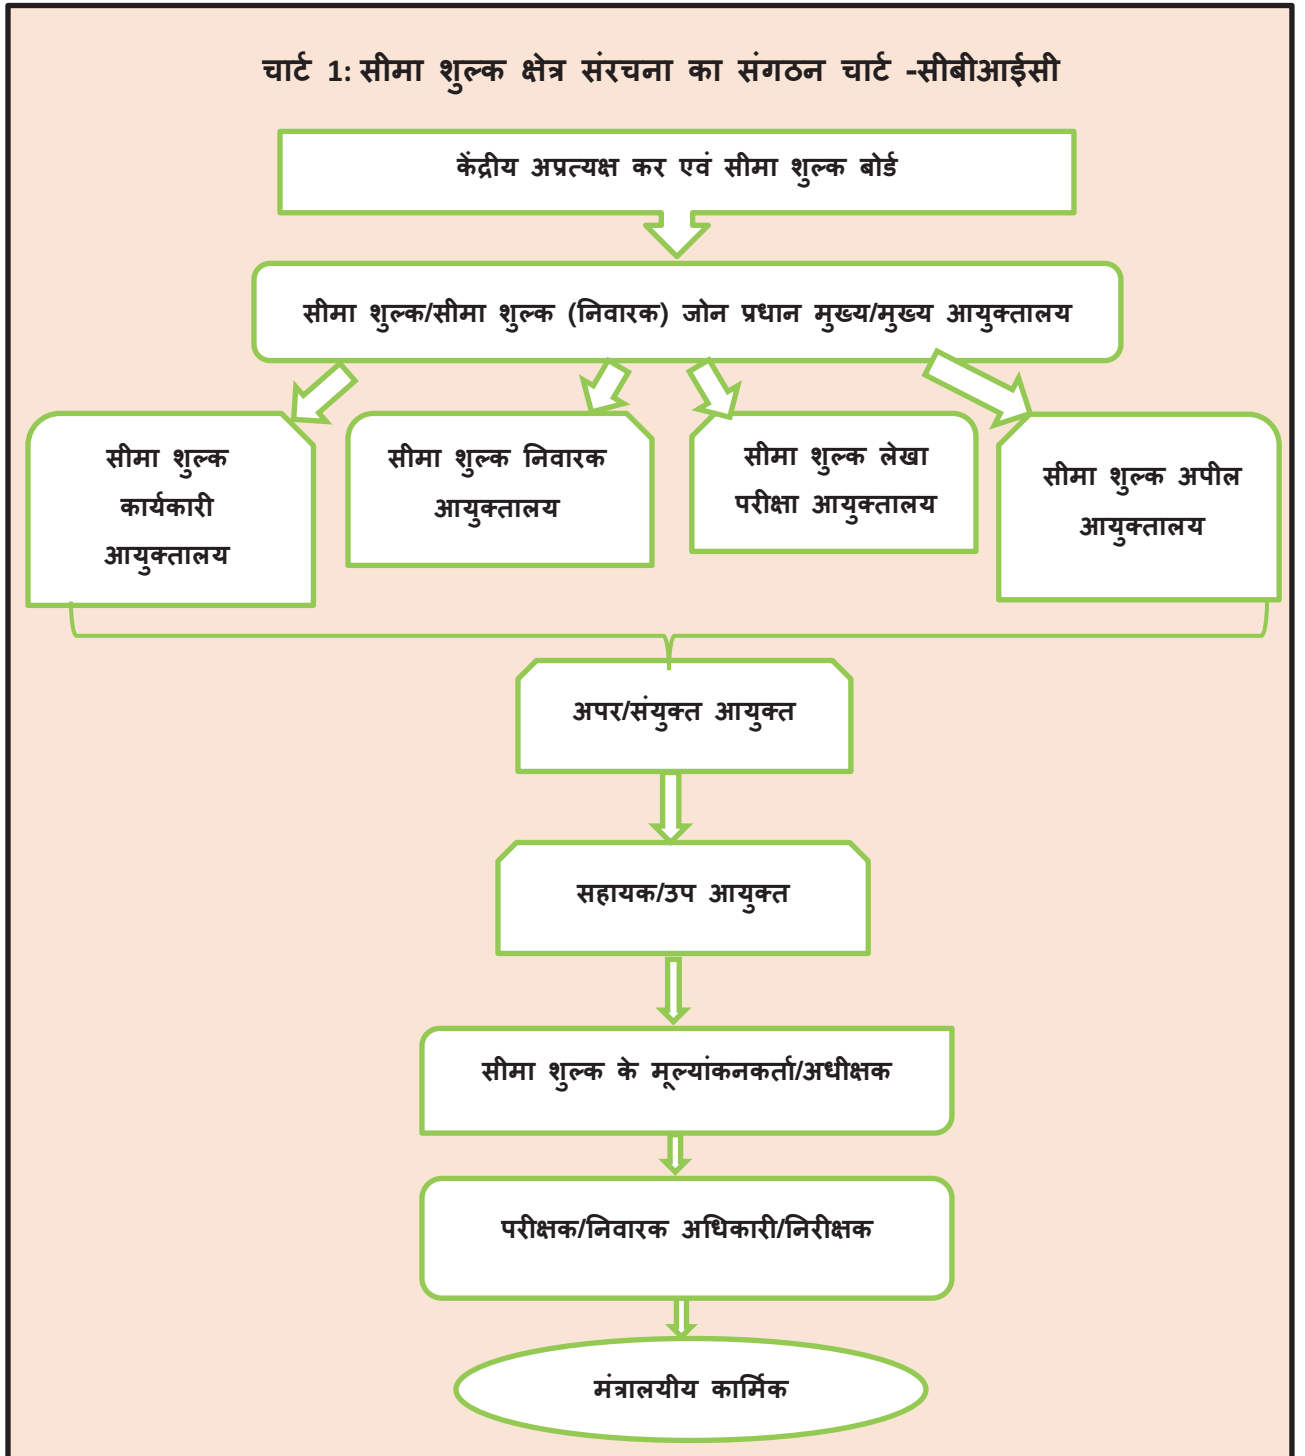 चार्ट 1: सीमा शुल्क क्षेत्र संरचना का संगठन चार्ट -सीबीआईसी
केंद्रीय अप्रत्यक्ष कर एवं सीमा शुल्क बोर्ड
सीमा शुल्क/सीमा शुल्क (निवारक) जोन प्रधान मुख्य/मुख्य आयुक्तालय
सीमा शुल्क
कार्यकारी
आयुक्तालय
सीमा शुल्क निवारक
आयुक्तालय
सीमा शुल्क लेखा
परीक्षा आयुक्तालय
सीमा शुल्क अपील
आयुक्तालय
अपर/संयुक्त आयुक्त
सहायक/उप आयुक्त
सीमा शुल्क के मूल्यांकनकर्ता/अधीक्षक
परीक्षक/निवारक अधिकारी/निरीक्षक
मंत्रालयीय कार्मिक